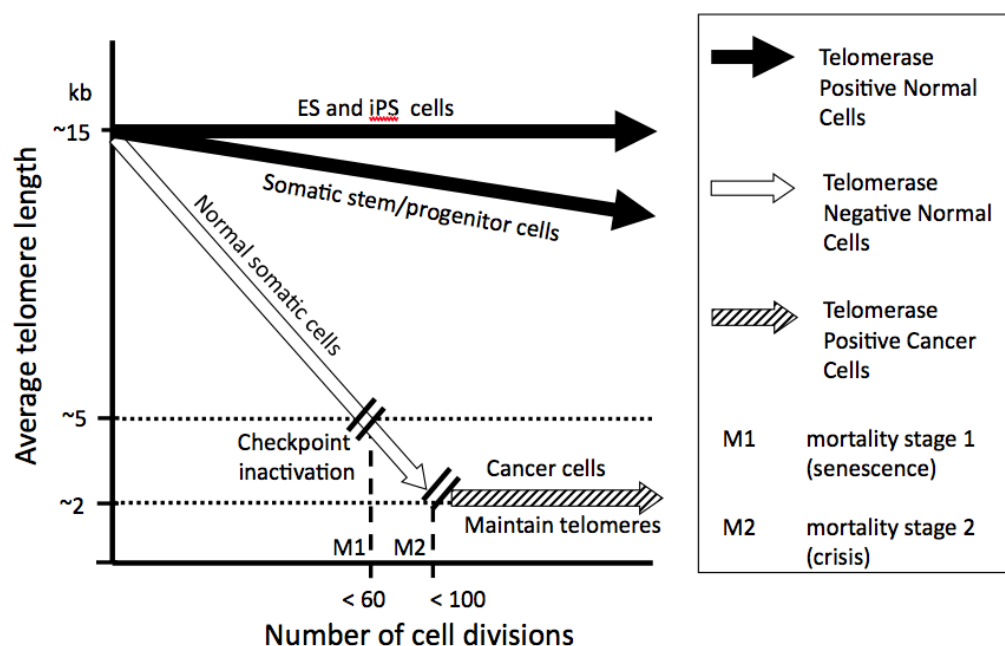 kb
~15
~5
~2
Average telomere length
ES and iPS cells
Somatic stem/progenitor cells
Normal somatic cells
Checkpoint
inactivation
Cancer cells
Maintain telomeres
M1
M2
< 60
< 100
Number of cell divisions
Telomerase
Positive Normal
Cells
Telomerase
Negative Normal
Cells
Telomerase
Positive Cancer
Cells
M1 mortality stage 1
(senescence)
M2 mortality stage 2
(crisis)